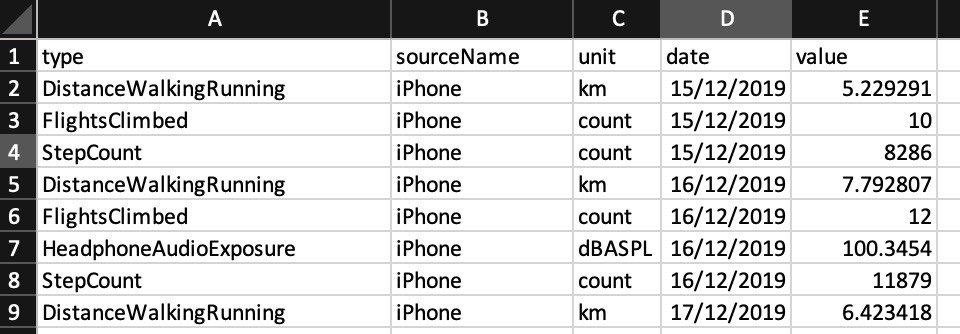 A B C D E
1 type sourceName unit date value
2 DistanceWalkingRunning iPhone km 15/12/2019 5.229291
3 FlightsClimbed iPhone count 15/12/2019 10
4 StepCount iPhone count 15/12/2019 8286
5 DistanceWalkingRunning iPhone km 16/12/2019 7.792807
6 FlightsClimbed iPhone count 16/12/2019 12
7 HeadphoneAudioExposure iPhone dBASPL 16/12/2019 100.3454
8 StepCount iPhone count 16/12/2019 11879
9 DistanceWalkingRunning iPhone km 17/12/2019 6.423418